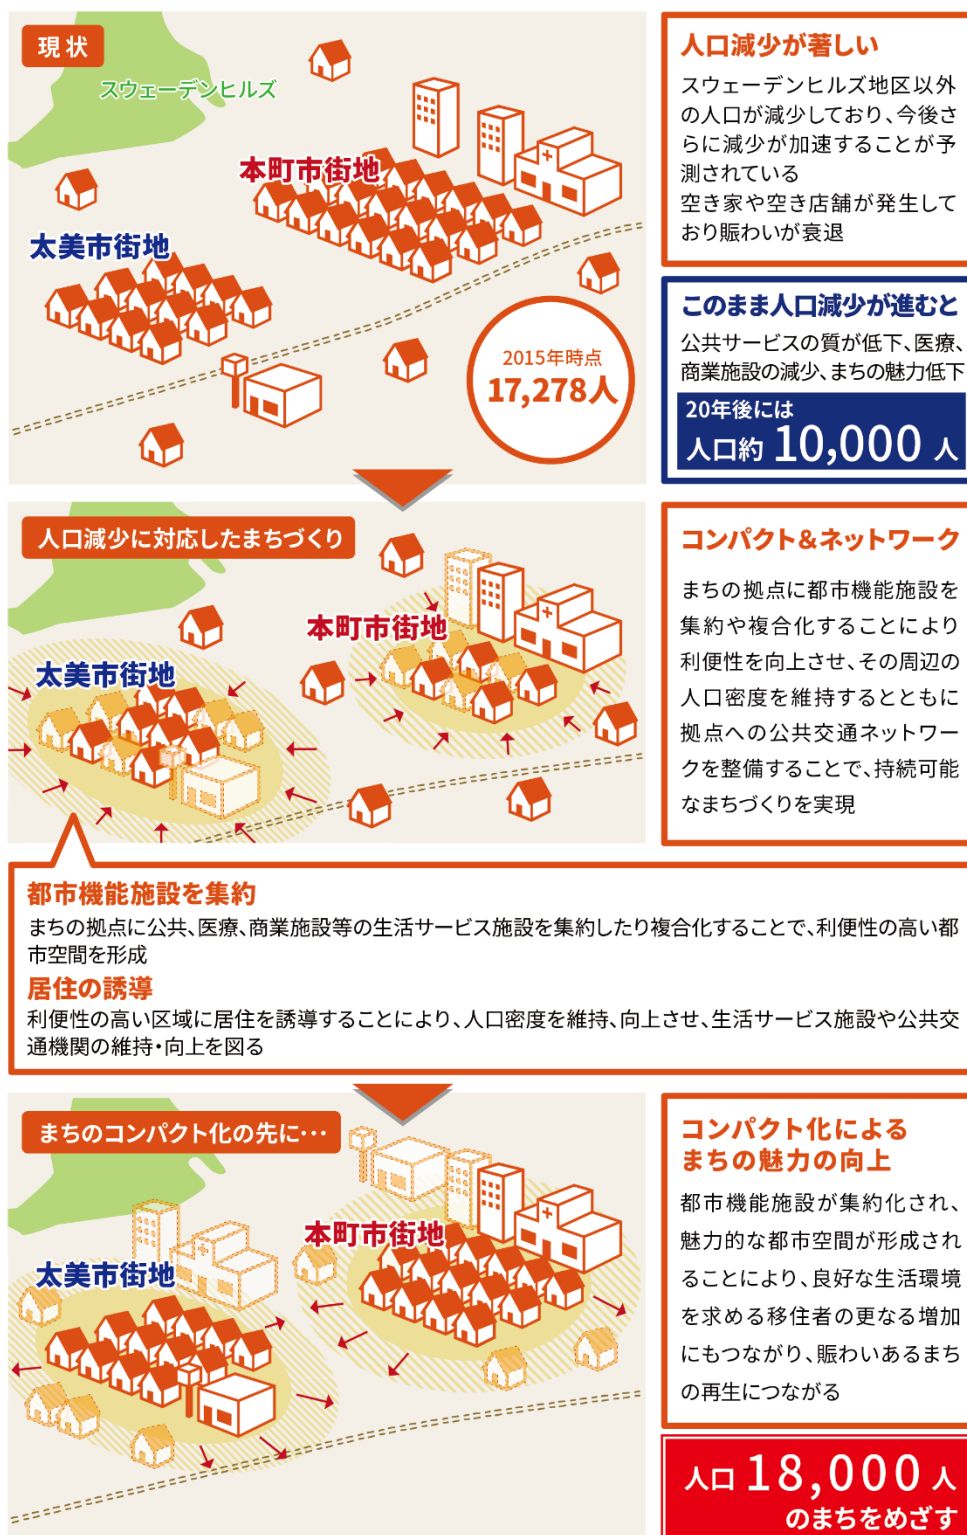 現状
スウェーデンヒルズ
本町市街地
太美市街地
2015年時点
17,278人
人口減少が著しい
スウェーデンヒルズ地区以外
の人口が減少しており、今後さ
らに減少が加速することが予
測されている
空き家や空き店舗が発生して
おり賑わいが衰退
このまま人口減少が進むと
公共サービスの質が低下、医療、
商業施設の減少、まちの魅力低下
20年後には
人口約 10,000 人
人口減少に対応したまちづくり
本町市街地
太美市街地
コンパクト&ネットワーク
まちの拠点に都市機能施設を
集約や複合化することにより
利便性を向上させ、その周辺の
人口密度を維持するとともに
拠点への公共交通ネットワー
クを整備することで、持続可能
なまちづくりを実現
都市機能施設を集約
まちの拠点に公共、医療、商業施設等の生活サービス施設を集約したり複合化することで、利便性の高い都
市空間を形成
居住の誘導
利便性の高い区域に居住を誘導することにより、人口密度を維持、向上させ、生活サービス施設や公共交
通機関の維持・向上を図る
まちのコンパクト化の先に…
本町市街地
太美市街地
コンパクト化による
まちの魅力の向上
都市機能施設が集約化され、
魅力的な都市空間が形成され
ることにより、良好な生活環境
を求める移住者の更なる増加
にもつながり、賑わいあるまち
の再生につながる
人口 18,000 人
のまちをめざす